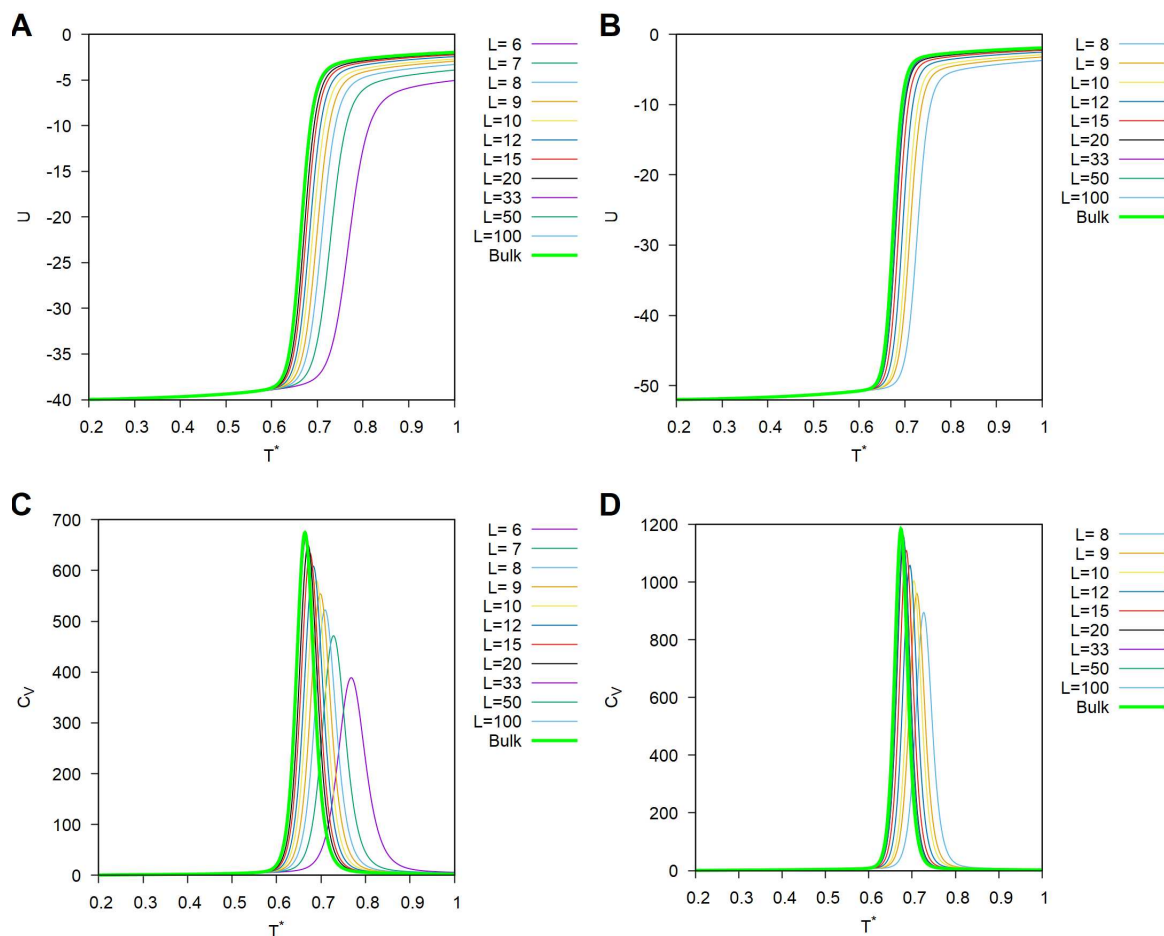 A
U
0
-5
-10
-15
-20
-25
-30
-35
-40
0.2 0.3 0.4 0.5 0.6 0.7 0.8 0.9 1
T*
L= 6
L= 7
L= 8
L= 9
L=10
L=12
L=15
L=20
L=33
L=50
L=100
Bulk
B
U
0
-10
-20
-30
-40
-50
0.2 0.3 0.4 0.5 0.6 0.7 0.8 0.9 1
T*
L= 8
L= 9
L=10
L=12
L=15
L=20
L=33
L=50
L=100
Bulk
C
CV
700
600
500
400
300
200
100
0
0.2 0.3 0.4 0.5 0.6 0.7 0.8 0.9 1
T*
L= 6
L= 7
L= 8
L= 9
L=10
L=12
L=15
L=20
L=33
L=50
L=100
Bulk
D
CV
1200
1000
800
600
400
200
0
0.2 0.3 0.4 0.5 0.6 0.7 0.8 0.9 1
T*
L= 8
L= 9
L=10
L=12
L=15
L=20
L=33
L=50
L=100
Bulk